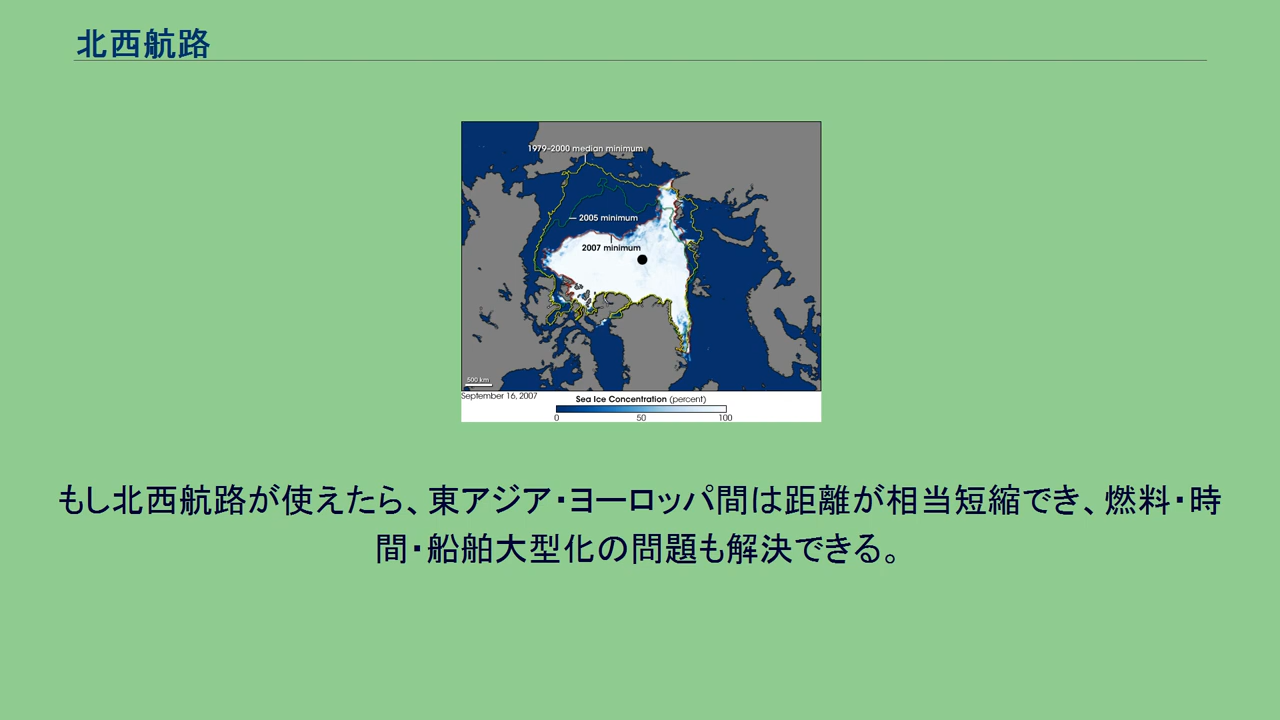 北西航路
1979–2000 median minimum
2005 minimum
2007 minimum
500 km
September 16, 2007
Sea Ice Concentration (percent)
0 50 100
もし北西航路が使えたら、東アジア・ヨーロッパ間は距離が相当短縮でき、燃料・時
間・船舶大型化の問題も解決できる。